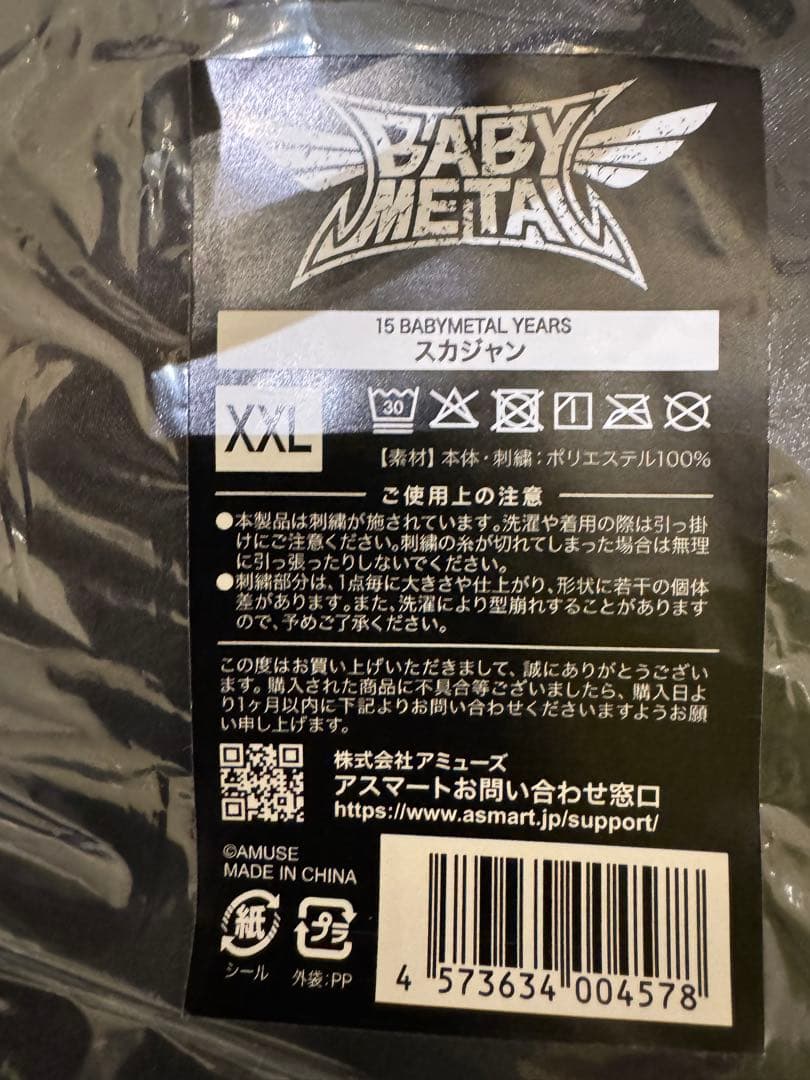 BABY
METAL
15 BABYMETAL YEARS
スカジャン
XXL
30
【素材】本体・刺繍：ポリエステル100%
ご使用上の注意
●本製品は刺繍が施されています。洗濯や着用の際は引っ掛
けにご注意ください。刺繍の糸が切れてしまった場合は無理
に引っ張ったりしないでください。
●刺繍部分は、1点毎に大きさや仕上がり、形状に若干の個体
差があります。また、洗濯により型崩れすることがあります
ので、予めご了承ください。
この度はお買い上げいただきまして、誠にありがとうござい
ます。購入された商品に不具合等ございましたら、購入日よ
り1ヶ月以内に下記よりお問い合わせくださいますようお願
い申し上げます。
株式会社アミューズ
アスマートお問い合わせ窓口
https://www.asmart.jp/support/
©AMUSE
MADE IN CHINA
紙
プラ
シール
外袋:PP
4 573634 004578